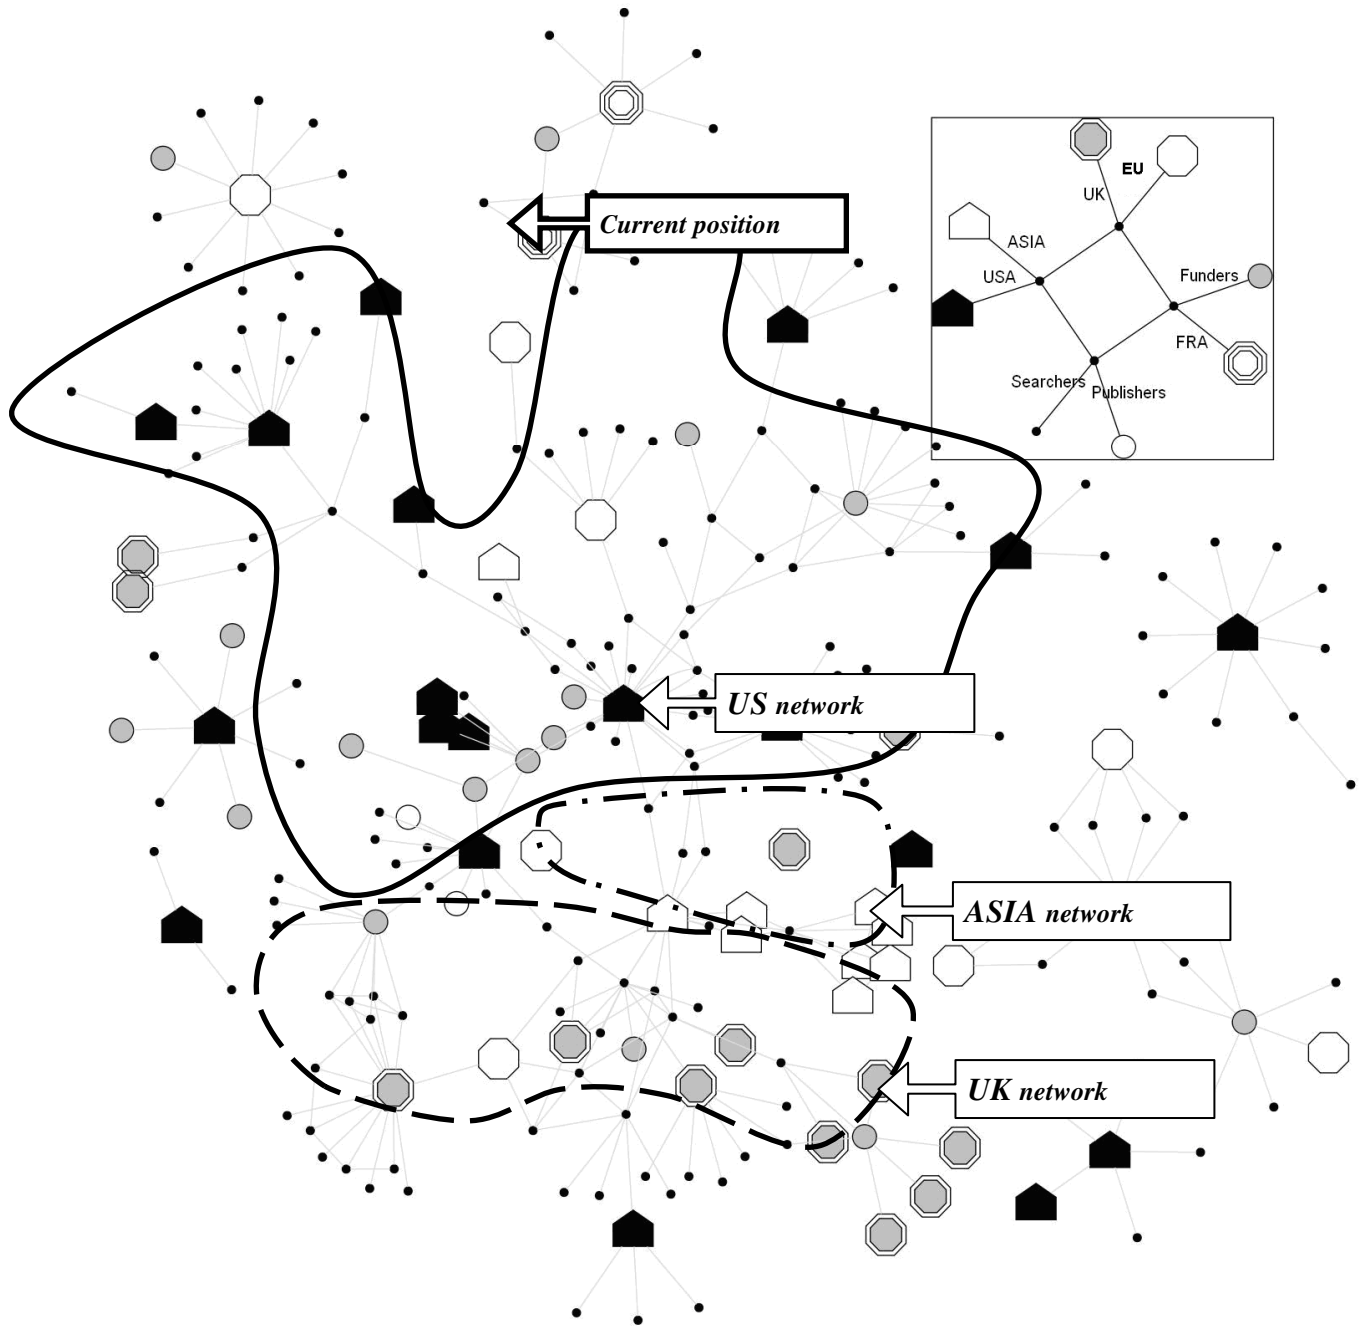 EU
UK
Current position
ASIA
USA
Funders
FRA
Searchers
Publishers
US network
ASIA network
UK network